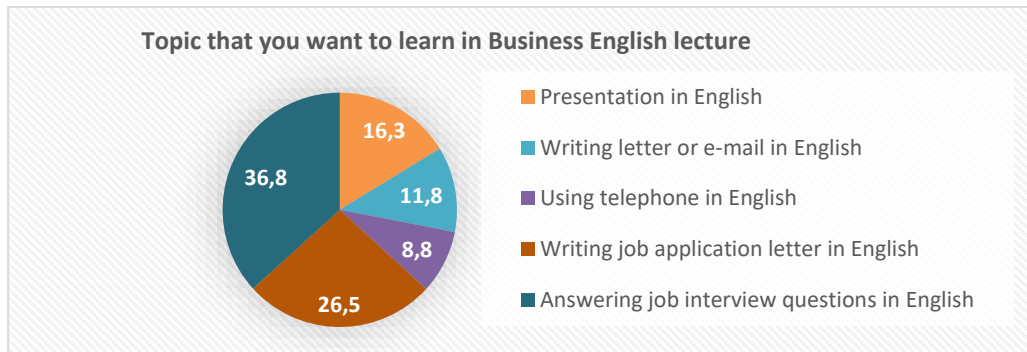 Topic that you want to learn in Business English lecture
16,3
11,8
8,8
26,5
36,8
Presentation in English
Writing letter or e-mail in English
Using telephone in English
Writing job application letter in English
Answering job interview questions in English